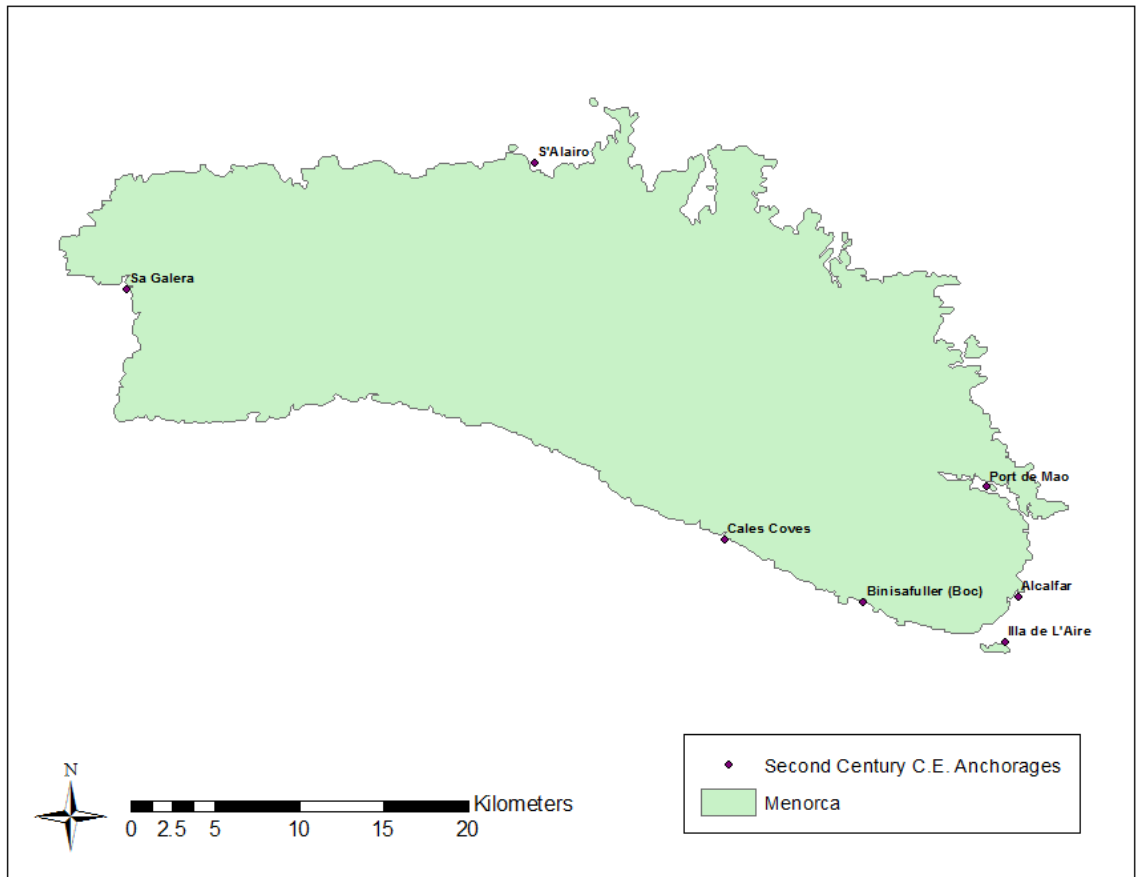 S'Alairo
Sa Galera
Port de Mao
Cales Coves
Binisafuller (Boc)
Alcalfar
Illa de L'Aire
N
Kilometers
0 2.5 5 10 15 20
Second Century C.E. Anchorages
Menorca